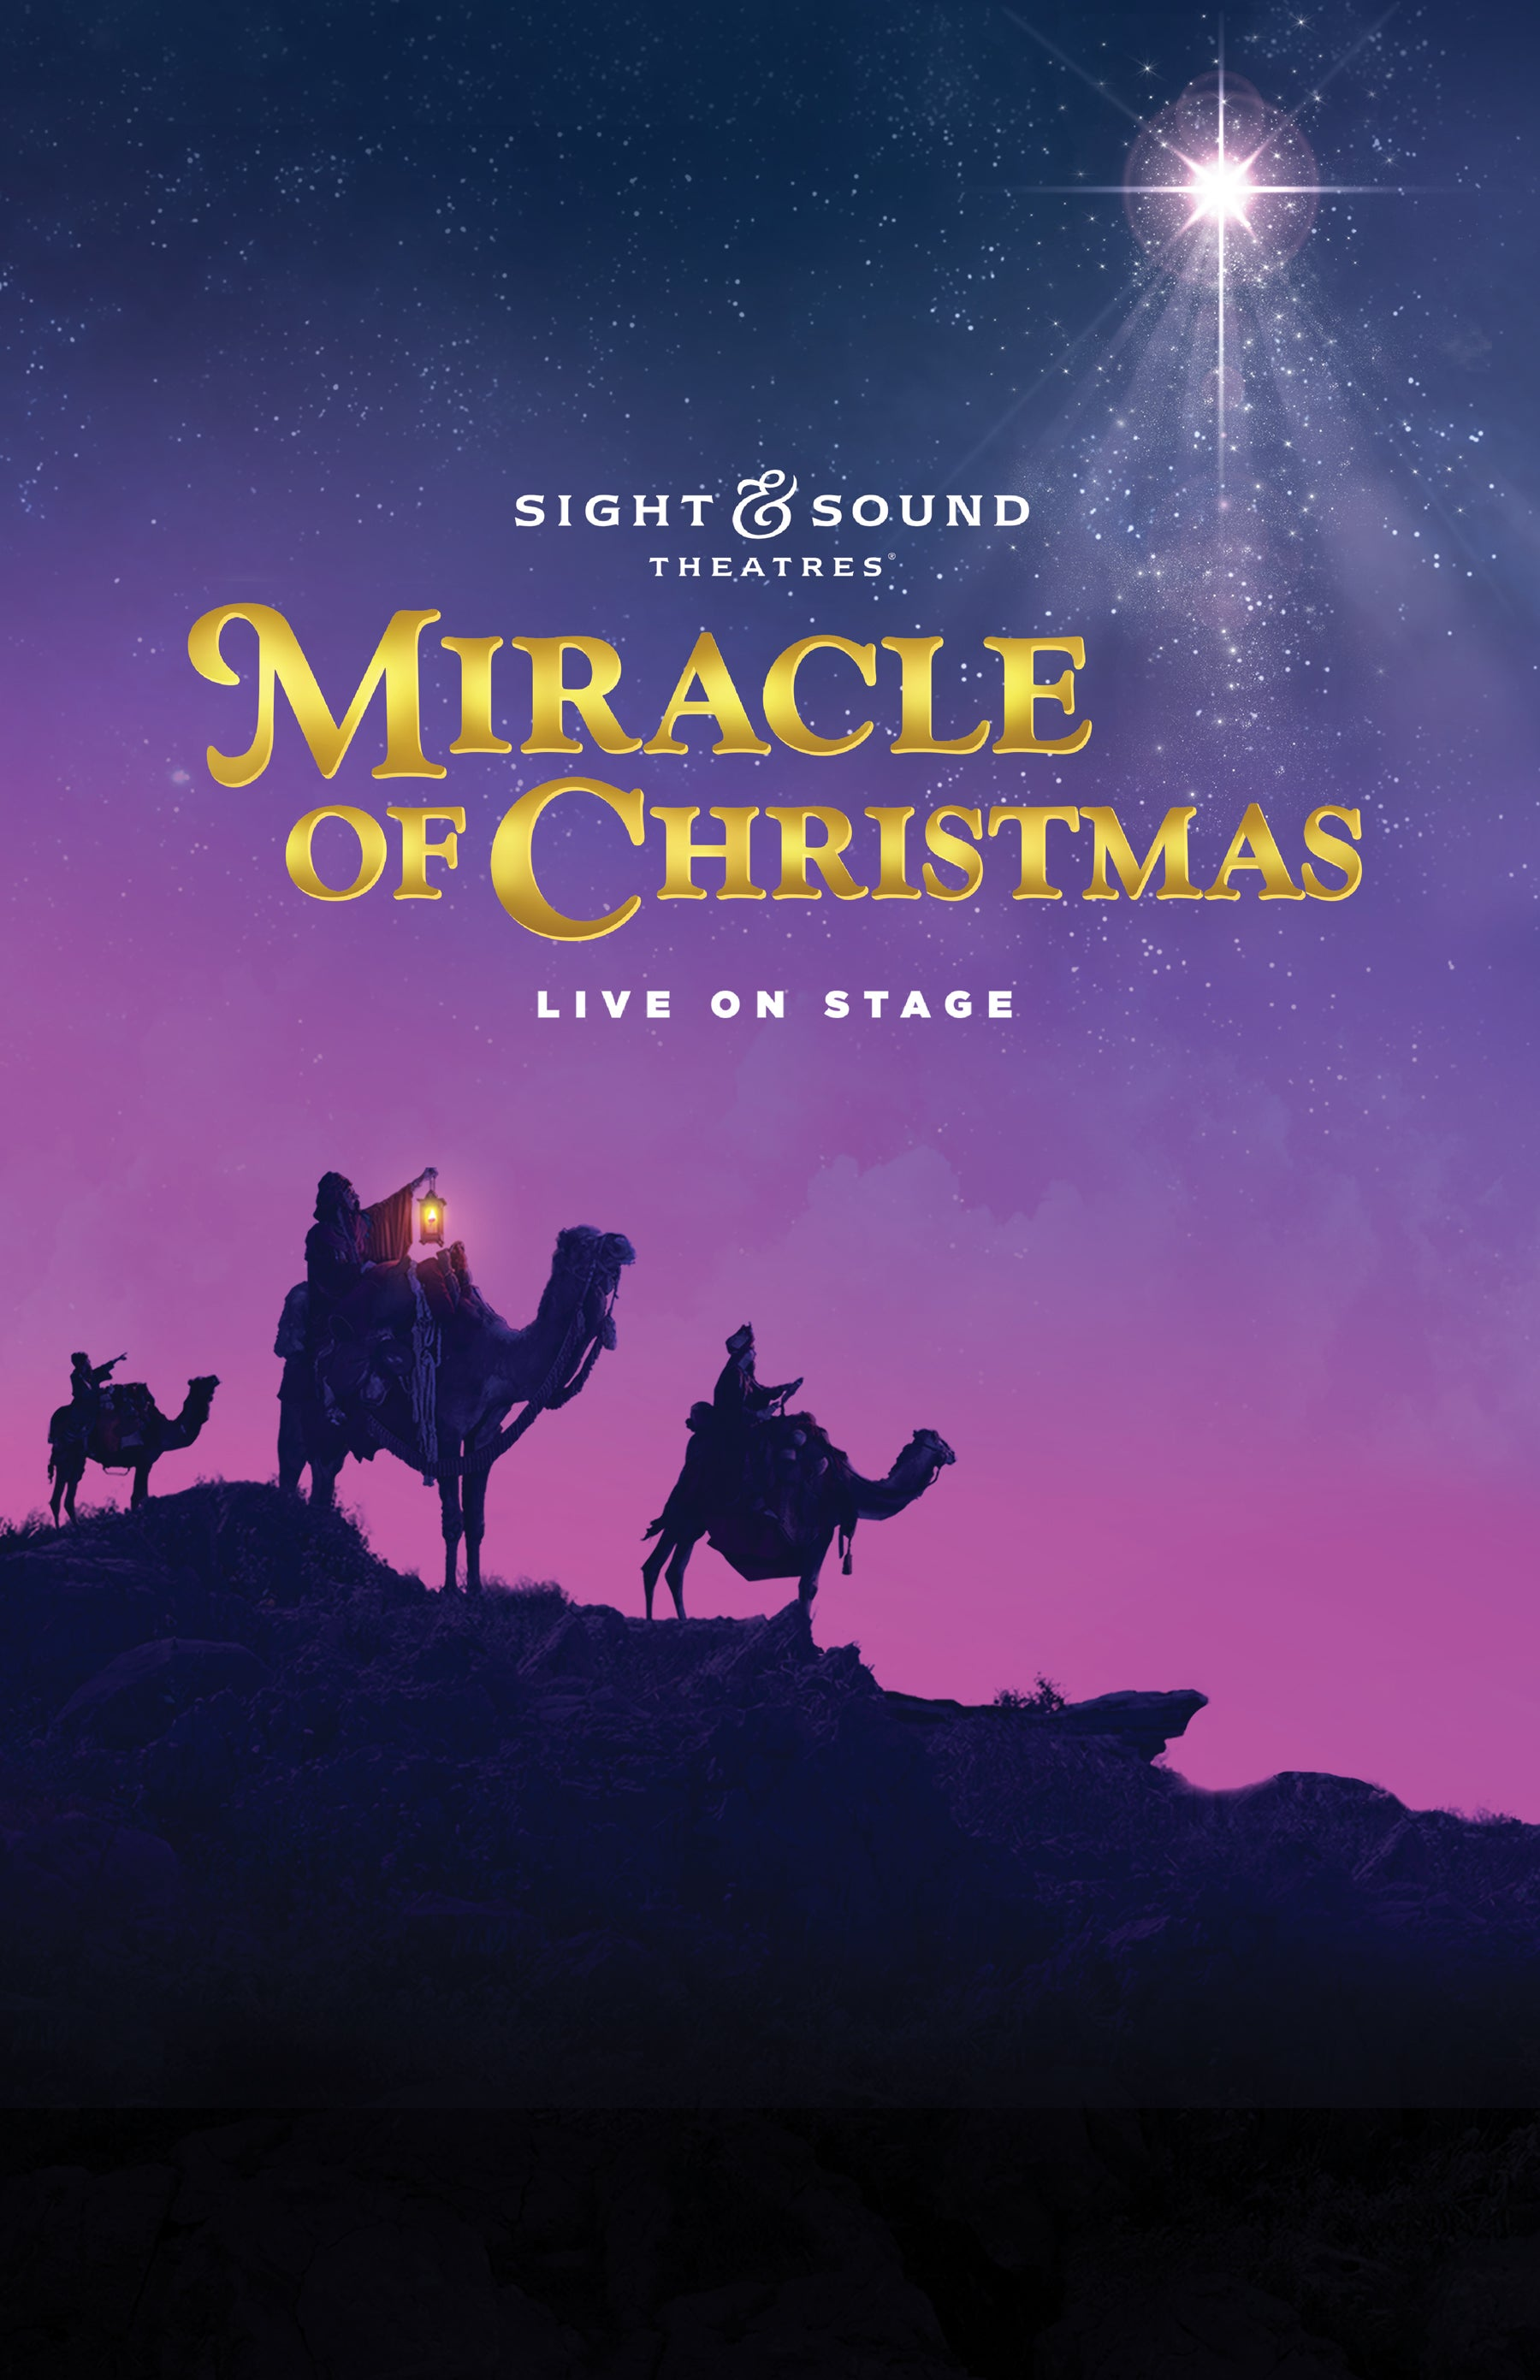 SIGHT & SOUND
THEATRES®
MIRACLE
OF CHRISTMAS
LIVE ON STAGE